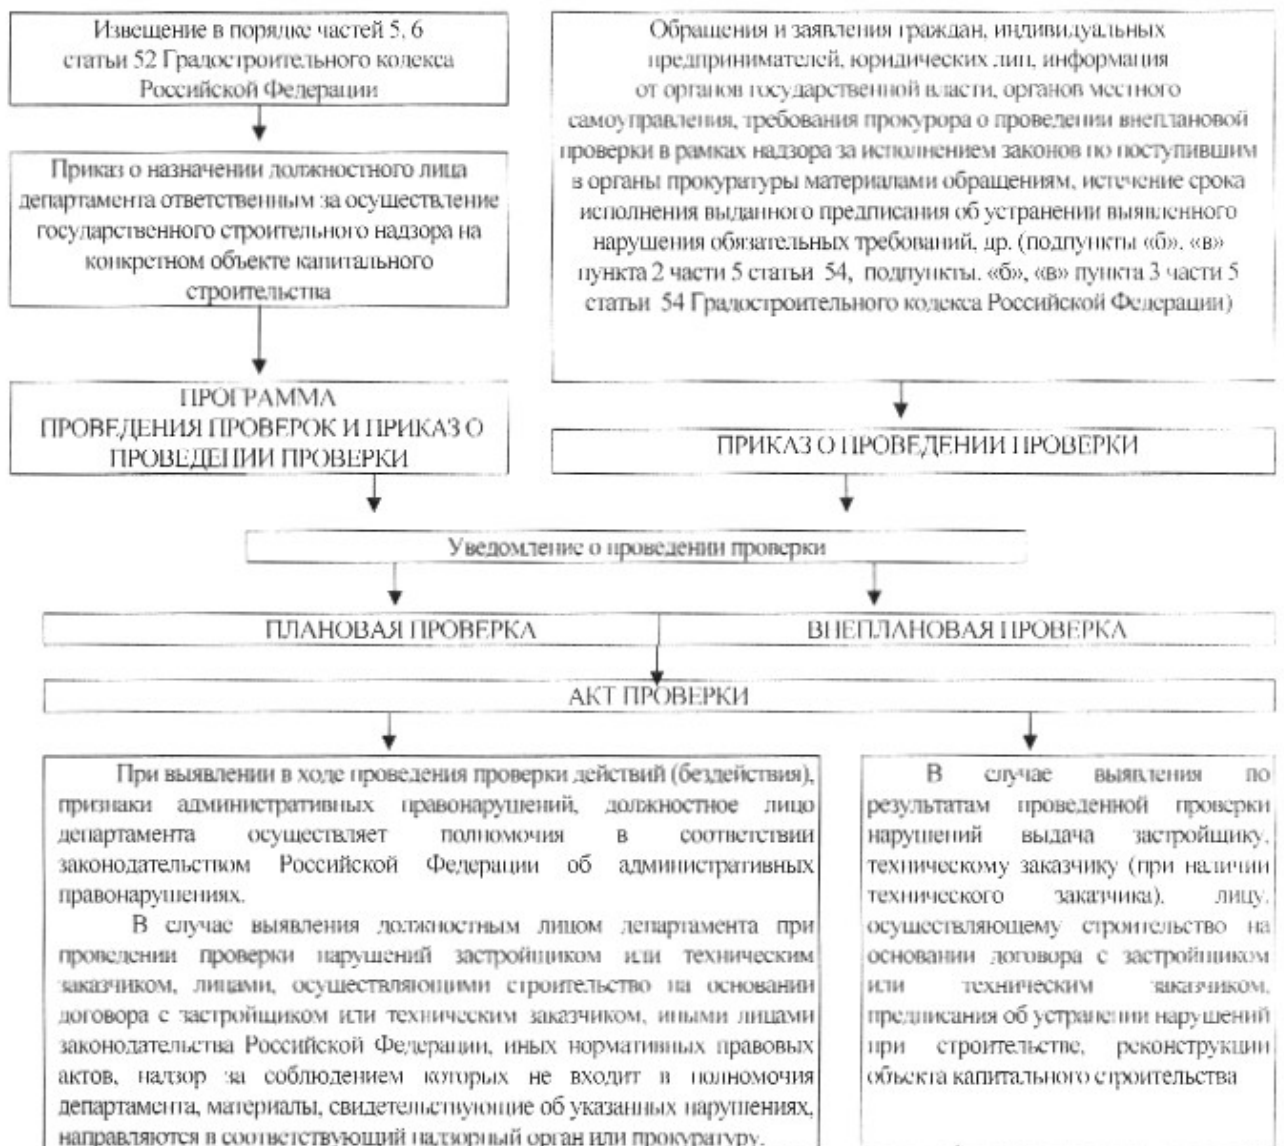 Извещение в порядке частей 5, 6
статьи 52 Градостроительного кодекса
Российской Федерации
Приказ о назначении должностного лица
департамента ответственным за осуществление
государственного строительного надзора на
конкретном объекте капитального
строительства
ПРОГРАММА
ПРОВЕДЕНИЯ ПРОВЕРОК И ПРИКАЗ О
ПРОВЕДЕНИИ ПРОВЕРКИ
Обращения и заявления граждан, индивидуальных
предпринимателей, юридических лиц, информация
от органов государственной власти, органов местного
самоуправления, требования прокурора о проведении внеплановой
проверки в рамках надзора за исполнением законов по поступившим
в органы прокуратуры материалами обращениям, истечение срока
исполнения выданного предписания об устранении выявленного
нарушения обязательных требований, др. (подпункты «б», «в»
пункта 2 части 5 статьи 54, подпункты. «б», «в» пункта 3 части 5
статьи 54 Градостроительного кодекса Российской Федерации)
ПРИКАЗ О ПРОВЕДЕНИИ ПРОВЕРКИ
Уведомление о проведении проверки
ПЛАНОВАЯ ПРОВЕРКА
ВНЕПЛАНОВАЯ ПРОВЕРКА
АКТ ПРОВЕРКИ
При выявлении в ходе проведения проверки действий (бездействия),
признаки административных правонарушений, должностное лицо
департамента осуществляет полномочия в соответствии
законодательством Российской Федерации об административных
правонарушениях.
В случае выявления должностным лицом департамента при
проведении проверки нарушений застройщиком или техническим
заказчиком, лицами, осуществляющими строительство на основании
договора с застройщиком или техническим заказчиком, иными лицами
законодательства Российской Федерации, иных нормативных правовых
актов, надзор за соблюдением которых не входит в полномочия
департамента, материалы, свидетельствующие об указанных нарушениях,
направляются в соответствующий надзорный орган или прокуратуру.
В случае выявления по
результатам проведенной проверки
нарушений выдача застройщику,
техническому заказчику (при наличии
технического заказчика), лицу,
осуществляющему строительство на
основании договора с застройщиком
или техническим заказчиком,
предписания об устранении нарушений
при строительстве, реконструкции
объекта капитального строительства